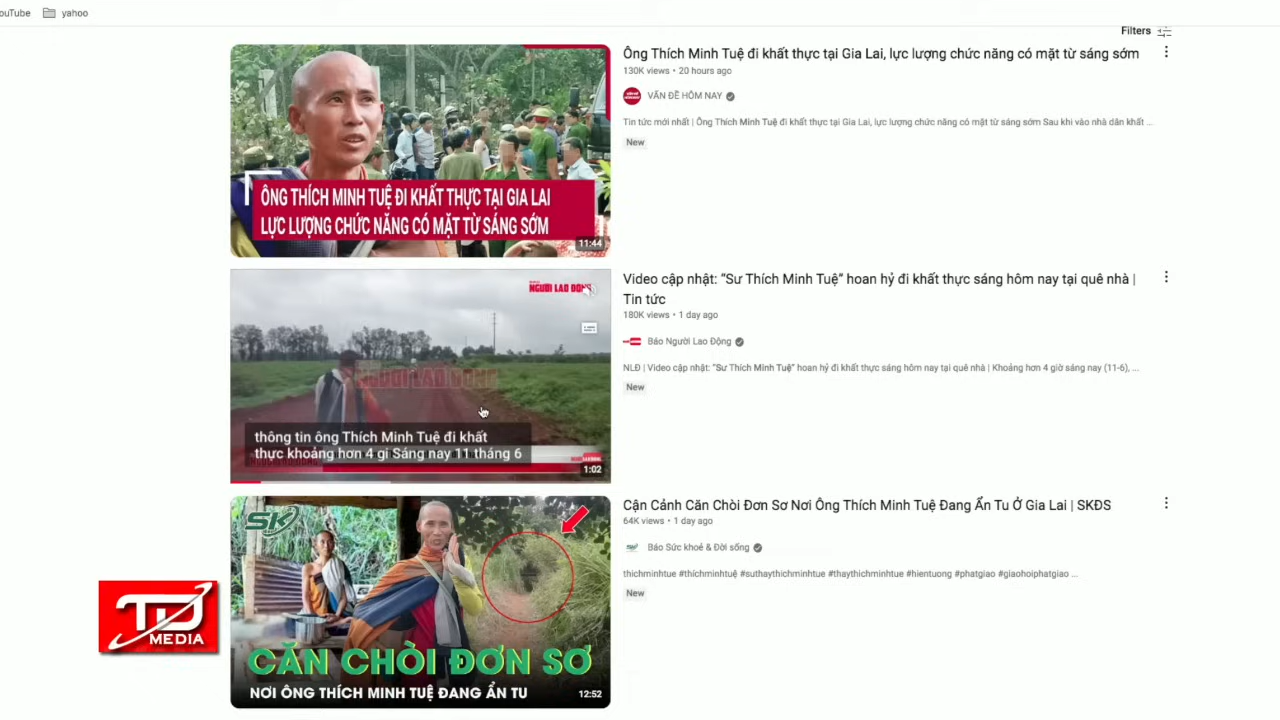 ouTube yahoo
Filters
ÔNG THÍCH MINH TUỆ ĐI KHẤT THỰC TẠI GIA LAI
LỰC LƯỢNG CHỨC NĂNG CÓ MẶT TỪ SÁNG SỚM
11:44
Ông Thích Minh Tuệ đi khất thực tại Gia Lai, lực lượng chức năng có mặt từ sáng sớm
130K views • 20 hours ago
VẤN ĐỀ HÔM NAY
Tin tức mới nhất | Ông Thích Minh Tuệ đi khất thực tại Gia Lai, lực lượng chức năng có mặt từ sáng sớm Sau khi vào nhà dân khất ...
New
NGƯỜI LAO ĐỘNG
NGƯỜI LAO ĐỘNG
thông tin ông Thích Minh Tuệ đi khất
thực khoảng hơn 4 gi Sáng nay 11 tháng 6
1:02
Video cập nhật: “Sư Thích Minh Tuệ” hoan hỷ đi khất thực sáng hôm nay tại quê nhà |
Tin tức
180K views • 1 day ago
Báo Người Lao Động
NLĐ | Video cập nhật: “Sư Thích Minh Tuệ” hoan hỷ đi khất thực sáng hôm nay tại quê nhà | Khoảng hơn 4 giờ sáng nay (11-6), ...
New
SK
CĂN CHÒI ĐƠN SƠ
NƠI ÔNG THÍCH MINH TUỆ ĐANG ẨN TU
12:52
Cận Cảnh Căn Chòi Đơn Sơ Nơi Ông Thích Minh Tuệ Đang Ẩn Tu Ở Gia Lai | SKĐS
64K views • 1 day ago
Báo Sức khoẻ & Đời sống
thichminhtue #thíchminhtuệ #suthaythichminhtue #thaythichminhtue #hientuong #phatgiao #giaohoiphatgiao ...
New
TD
MEDIA